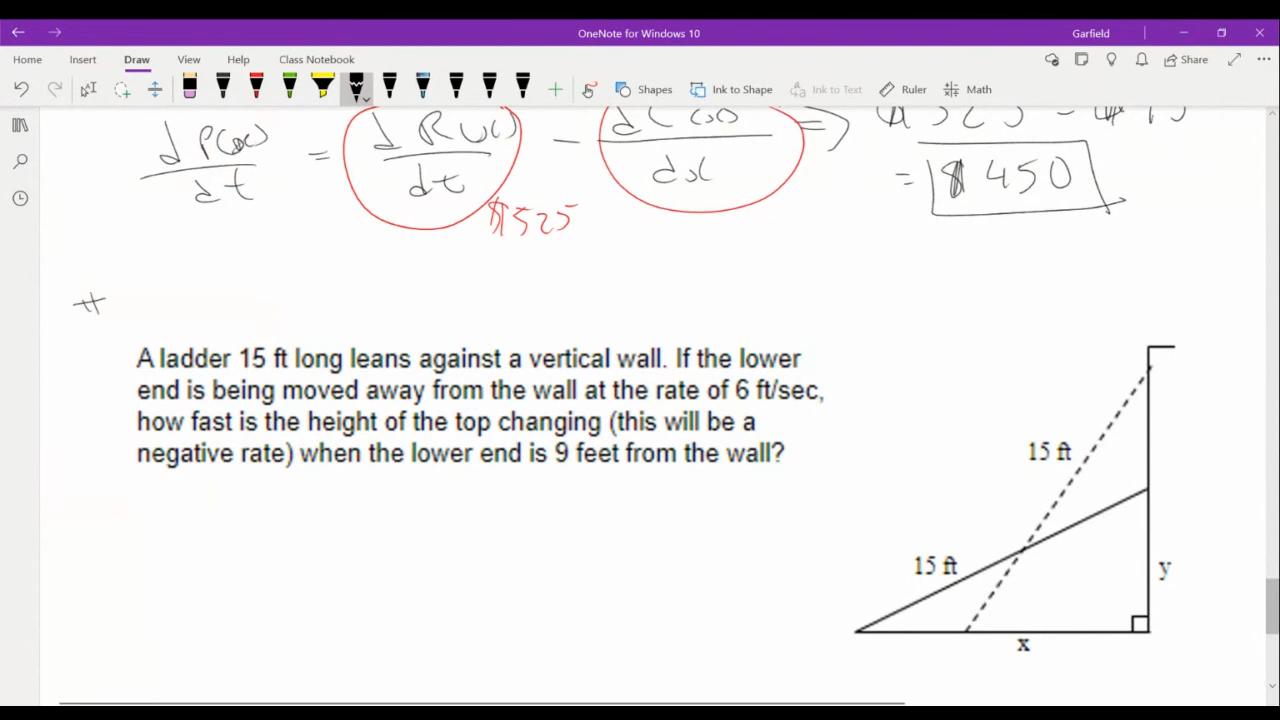 OneNote for Windows 10
Garfield
Home Insert Draw View Help Class Notebook
Share
Shapes Ink to Shape Ink to Text Ruler Math
dP(x)/dt = dR(x)/dt - dC(x)/dx ⇒
$525
= $450
#
A ladder 15 ft long leans against a vertical wall. If the lower
end is being moved away from the wall at the rate of 6 ft/sec,
how fast is the height of the top changing (this will be a
negative rate) when the lower end is 9 feet from the wall?
15 ft
15 ft
y
x